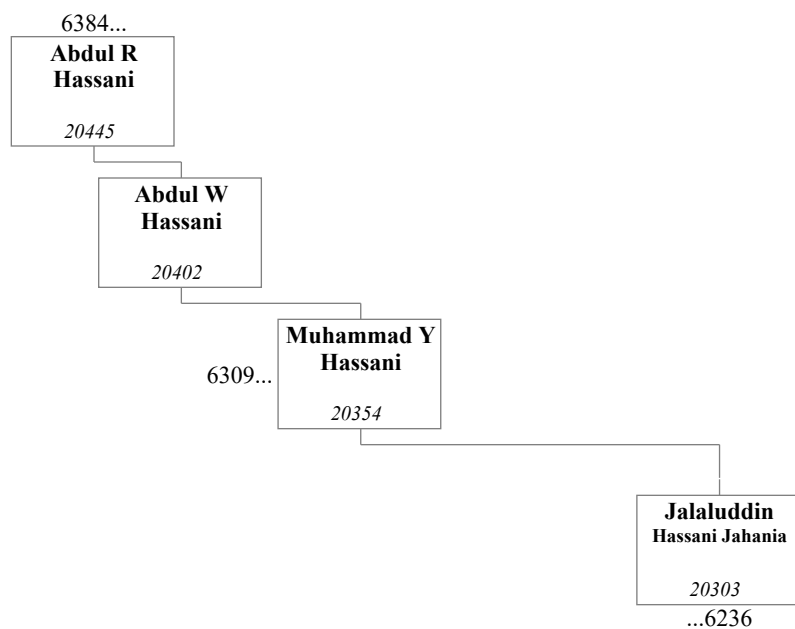 6384...
Abdul R
Hassani
20445
Abdul W
Hassani
20402
Muhammad Y
Hassani
6309...
20354
Jalaluddin
Hassani Jahania
20303
...6236